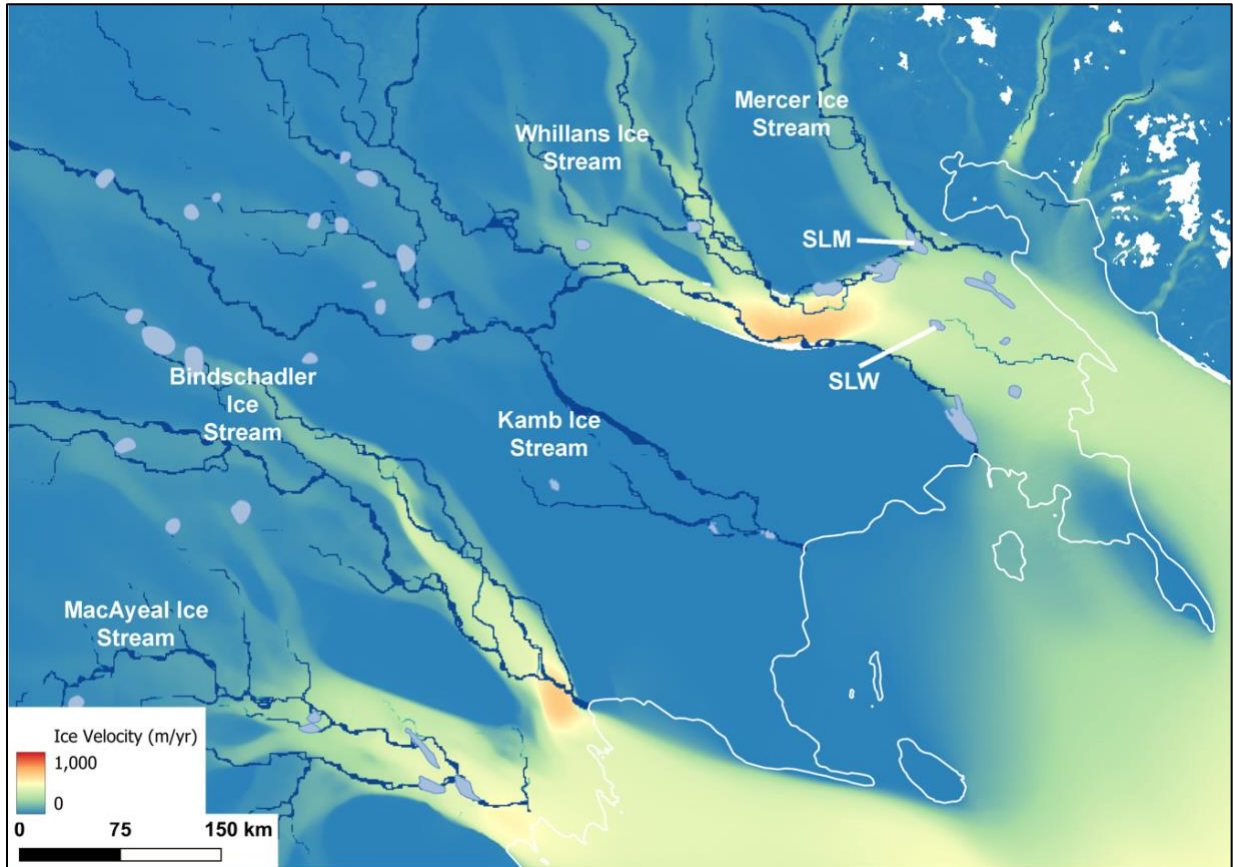 Mercer Ice
Stream
Whillans Ice
Stream
SLM
SLW
Bindschadler
Ice
Stream
Kamb Ice
Stream
MacAyeal Ice
Stream
Ice Velocity (m/yr)
1,000
0
0 75 150 km